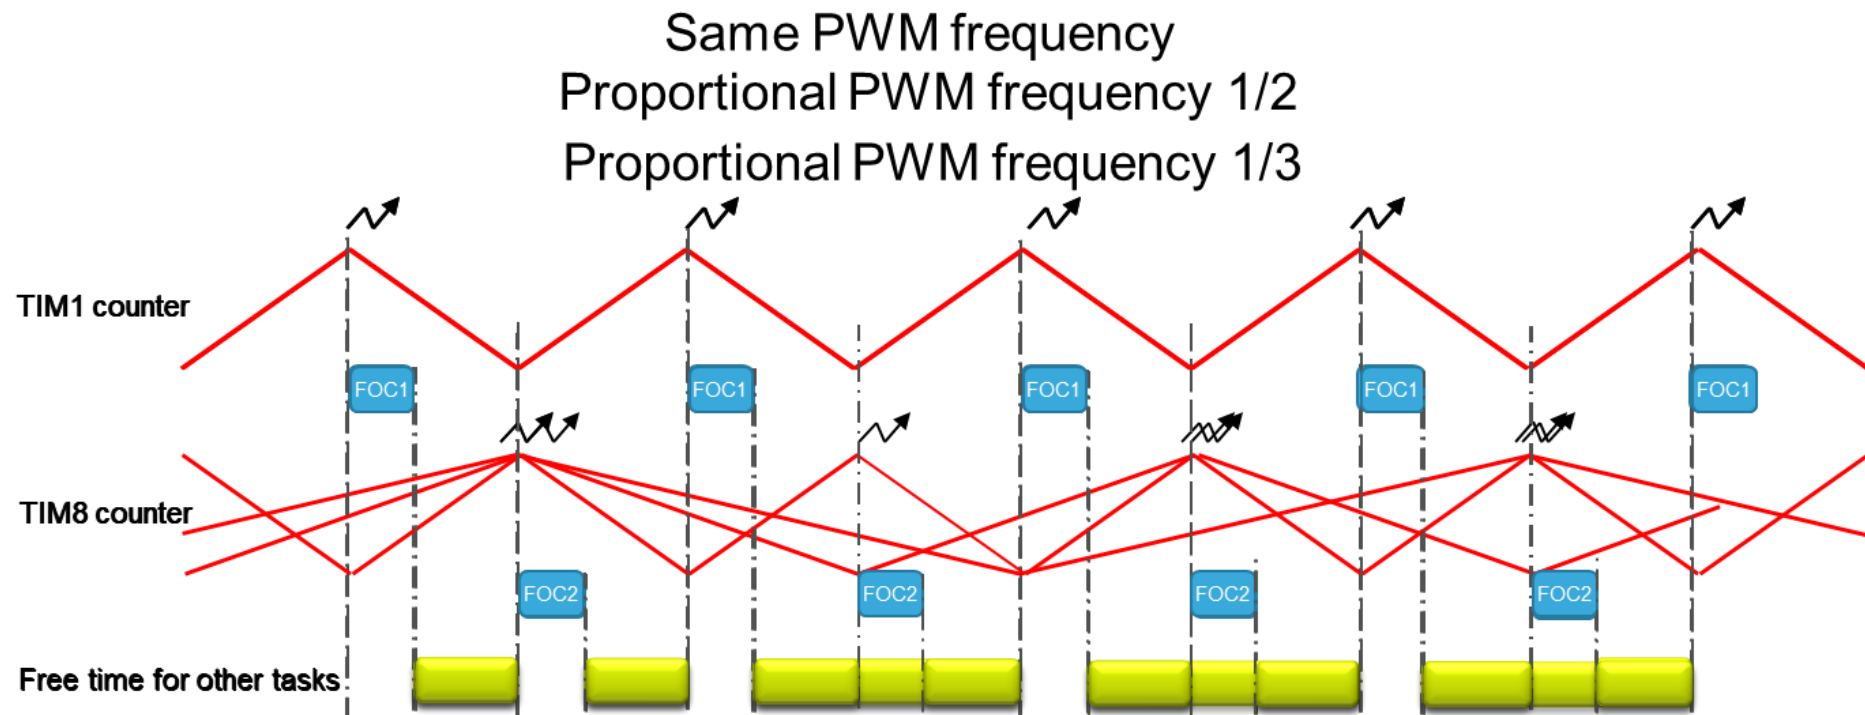 Same PWM frequency
Proportional PWM frequency 1/2
Proportional PWM frequency 1/3
TIM1 counter
FOC1 FOC1 FOC1 FOC1 FOC1
TIM8 counter
FOC2 FOC2 FOC2 FOC2
Free time for other tasks